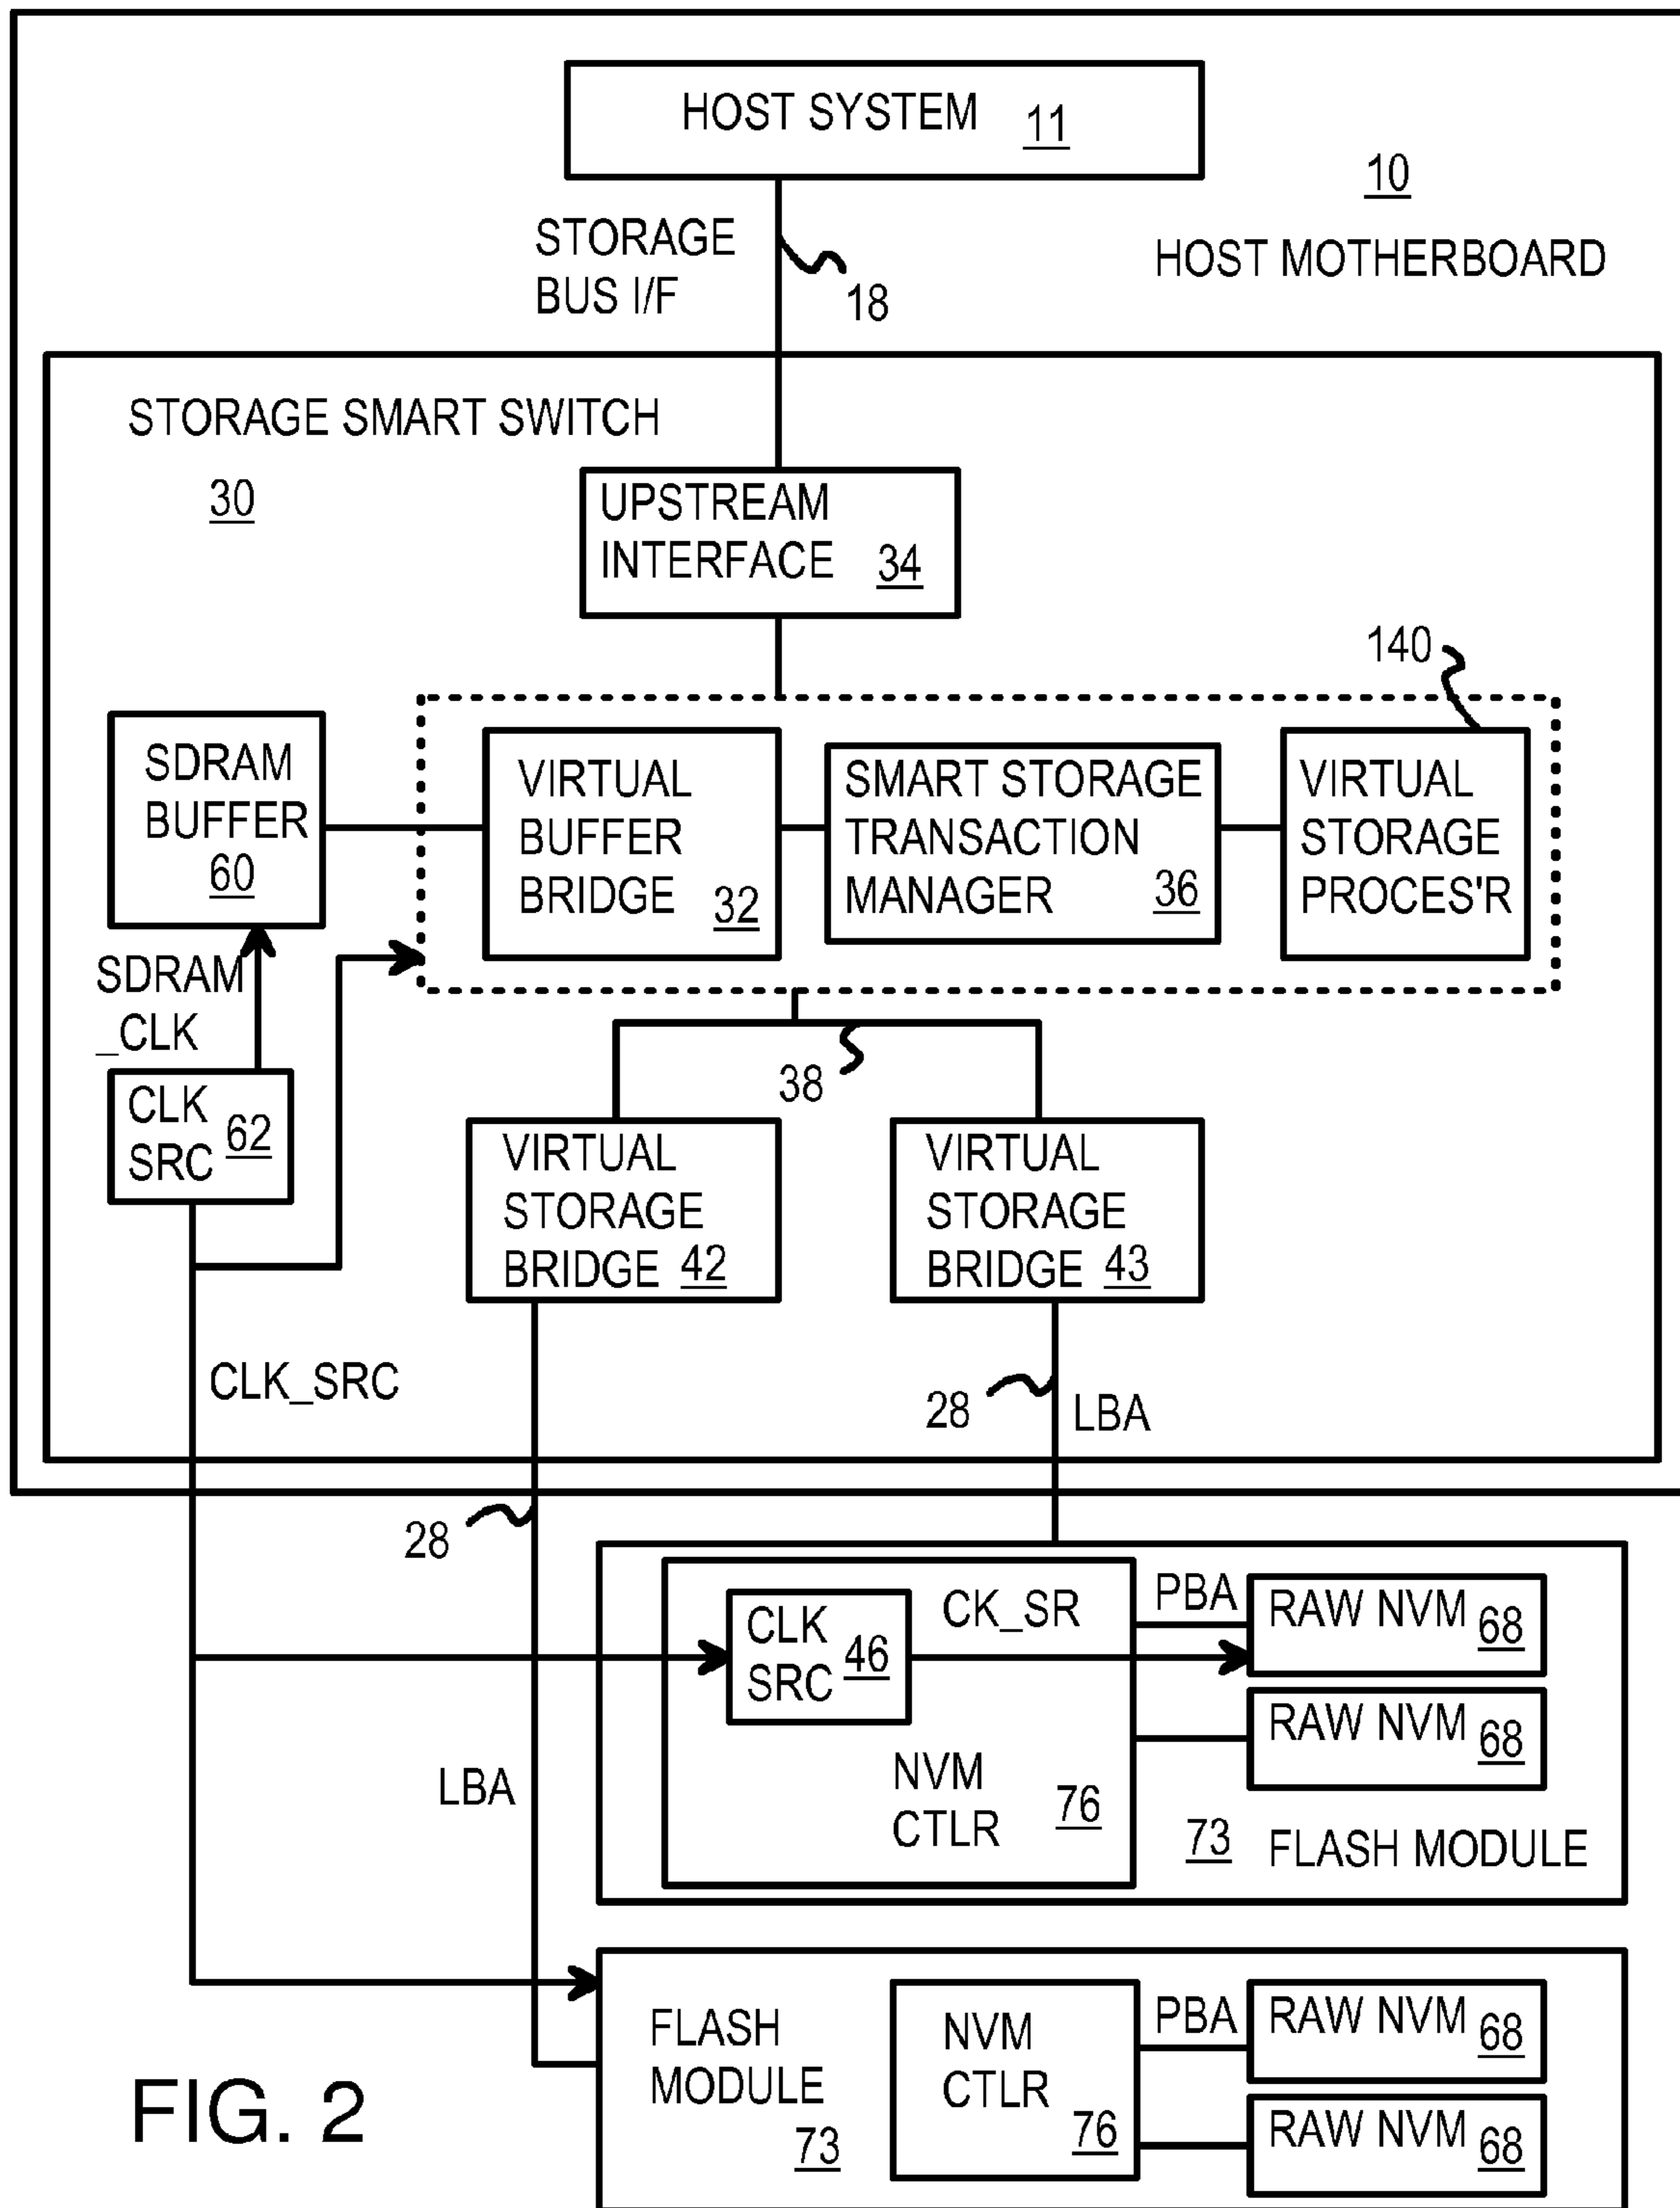 HOST SYSTEM 11
10
HOST MOTHERBOARD
STORAGE
BUS I/F
18
STORAGE SMART SWITCH
30
UPSTREAM
INTERFACE 34
140
SDRAM
BUFFER
60
VIRTUAL
BUFFER
BRIDGE 32
SMART STORAGE
TRANSACTION
MANAGER 36
VIRTUAL
STORAGE
PROCES'R
SDRAM
_CLK
CLK
SRC 62
38
VIRTUAL
STORAGE
BRIDGE 42
VIRTUAL
STORAGE
BRIDGE 43
CLK_SRC
28
LBA
28
LBA
CLK
SRC 46
CK_SR
PBA
RAW NVM 68
RAW NVM 68
NVM
CTLR 76
73 FLASH MODULE
FLASH
MODULE
73
NVM
CTLR
76
PBA
RAW NVM 68
RAW NVM 68
FIG. 2